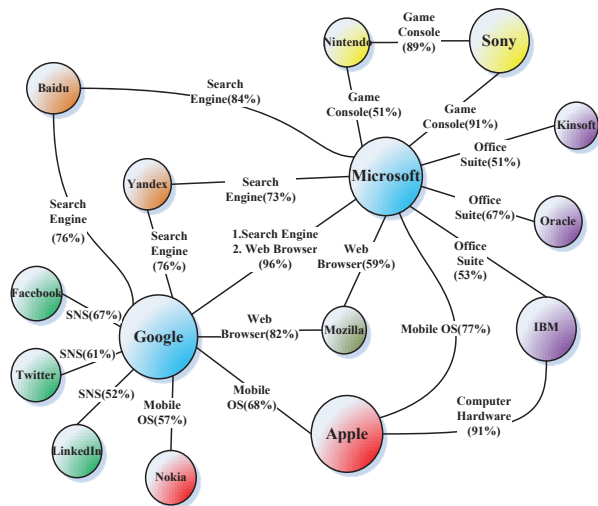 Game
Console
(89%)
Nintendo
Sony
Baidu
Search
Engine(84%)
Game
Console(51%)
Game
Console(91%)
Kinsoft
Office
Suite(51%)
Microsoft
Yandex
Search
Engine(73%)
Office
Suite(67%)
Oracle
Search
Engine
(76%)
Search
Engine
(76%)
1.Search Engine
2. Web Browser
(96%)
Web
Browser(59%)
Office
Suite
(53%)
Facebook
SNS(67%)
Google
Web
Browser(82%)
Mozilla
Mobile OS(77%)
IBM
SNS(61%)
Twitter
SNS(52%)
Mobile
OS(57%)
Mobile
OS(68%)
Computer
Hardware
(91%)
Apple
LinkedIn
Nokia